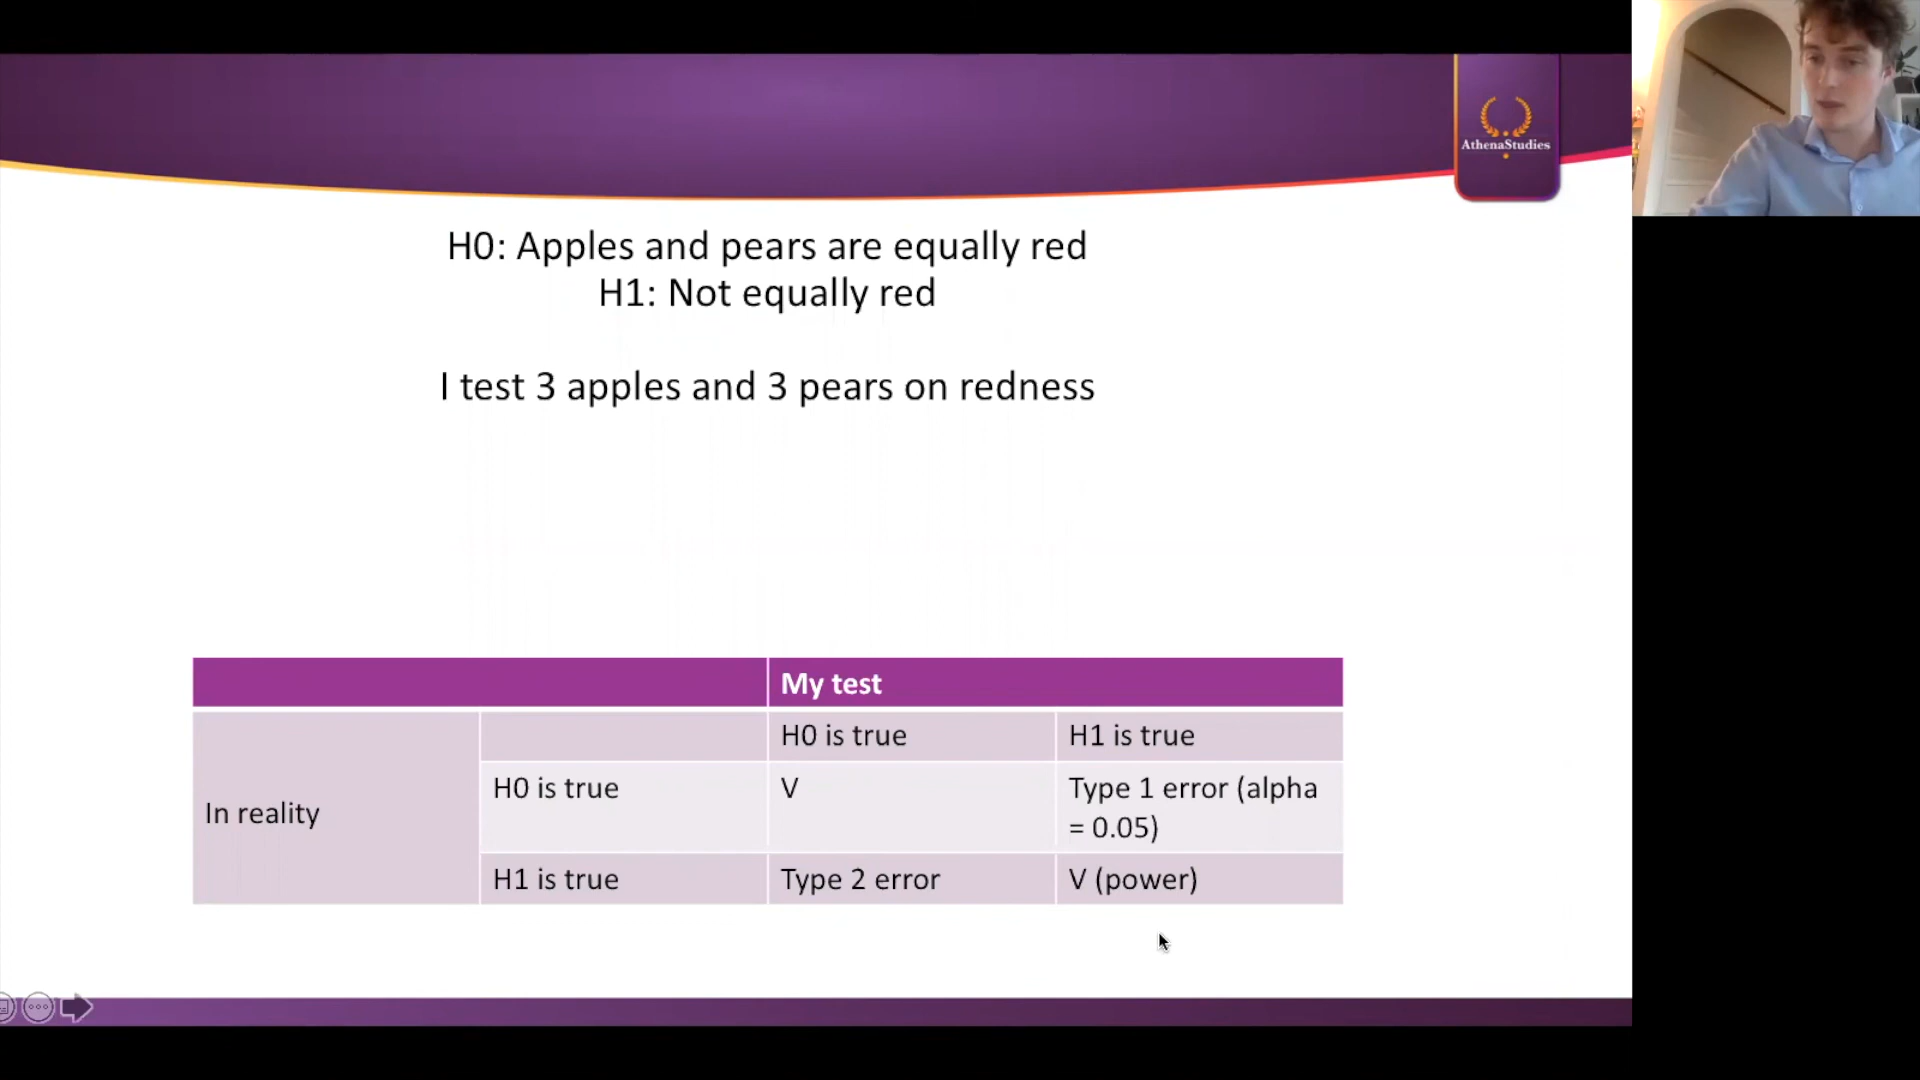 AthenaStudies
H0: Apples and pears are equally red
H1: Not equally red
I test 3 apples and 3 pears on redness
My test
H0 is true
H1 is true
In reality
H0 is true
V
Type 1 error (alpha
= 0.05)
H1 is true
Type 2 error
V (power)